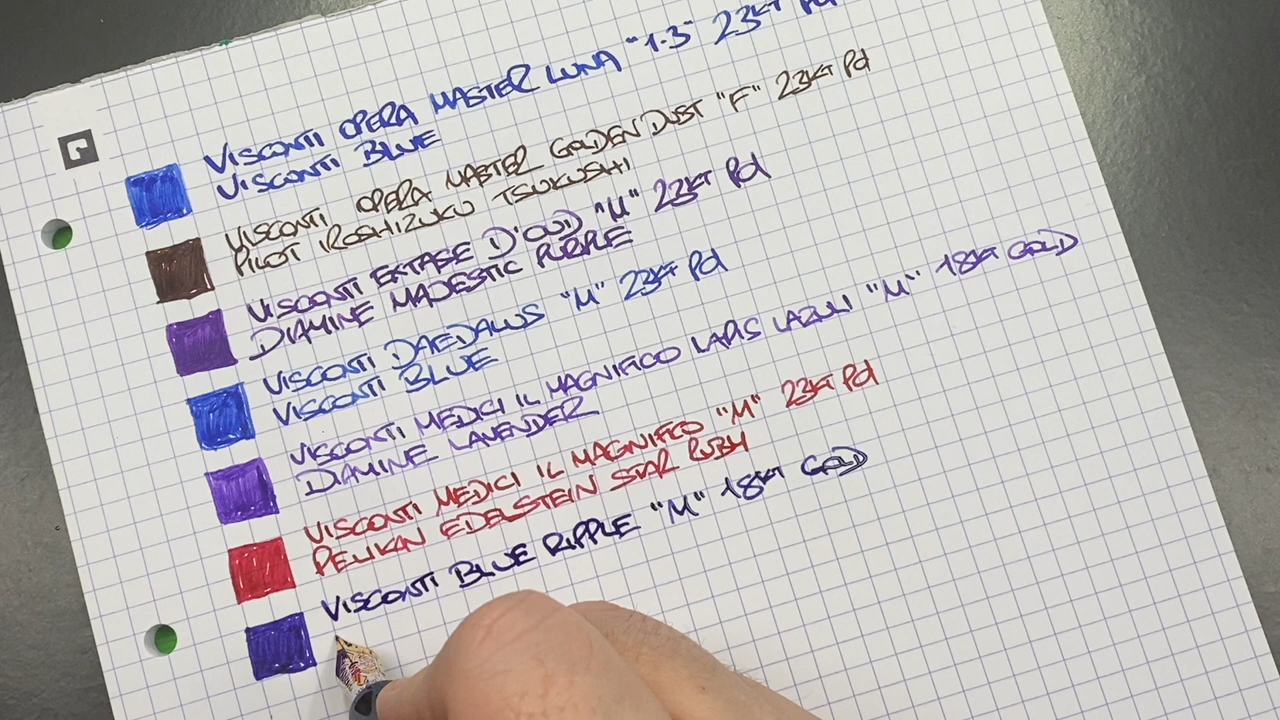 VISCONTI OPERA MASTER LUNA "1.3" 23KT Pd
VISCONTI BLUE
VISCONTI OPERA MASTER GOLDEN DUST "F" 23KT Pd
PILOT IROSHIZUKU TSUKUSHI
VISCONTI EXTASE D'OUD "M" 23KT Pd
DIAMINE MAJESTIC PURPLE
VISCONTI DAEDALUS "M" 23KT Pd
VISCONTI BLUE
VISCONTI MEDICI IL MAGNIFICO LAPIS LAZULI "M" 18KT GOLD
DIAMINE LAVENDER
VISCONTI MEDICI IL MAGNIFICO "M" 23KT Pd
PELIKAN EDELSTEIN STAR RUBY
VISCONTI BLUE RIPPLE "M" 18KT GOLD